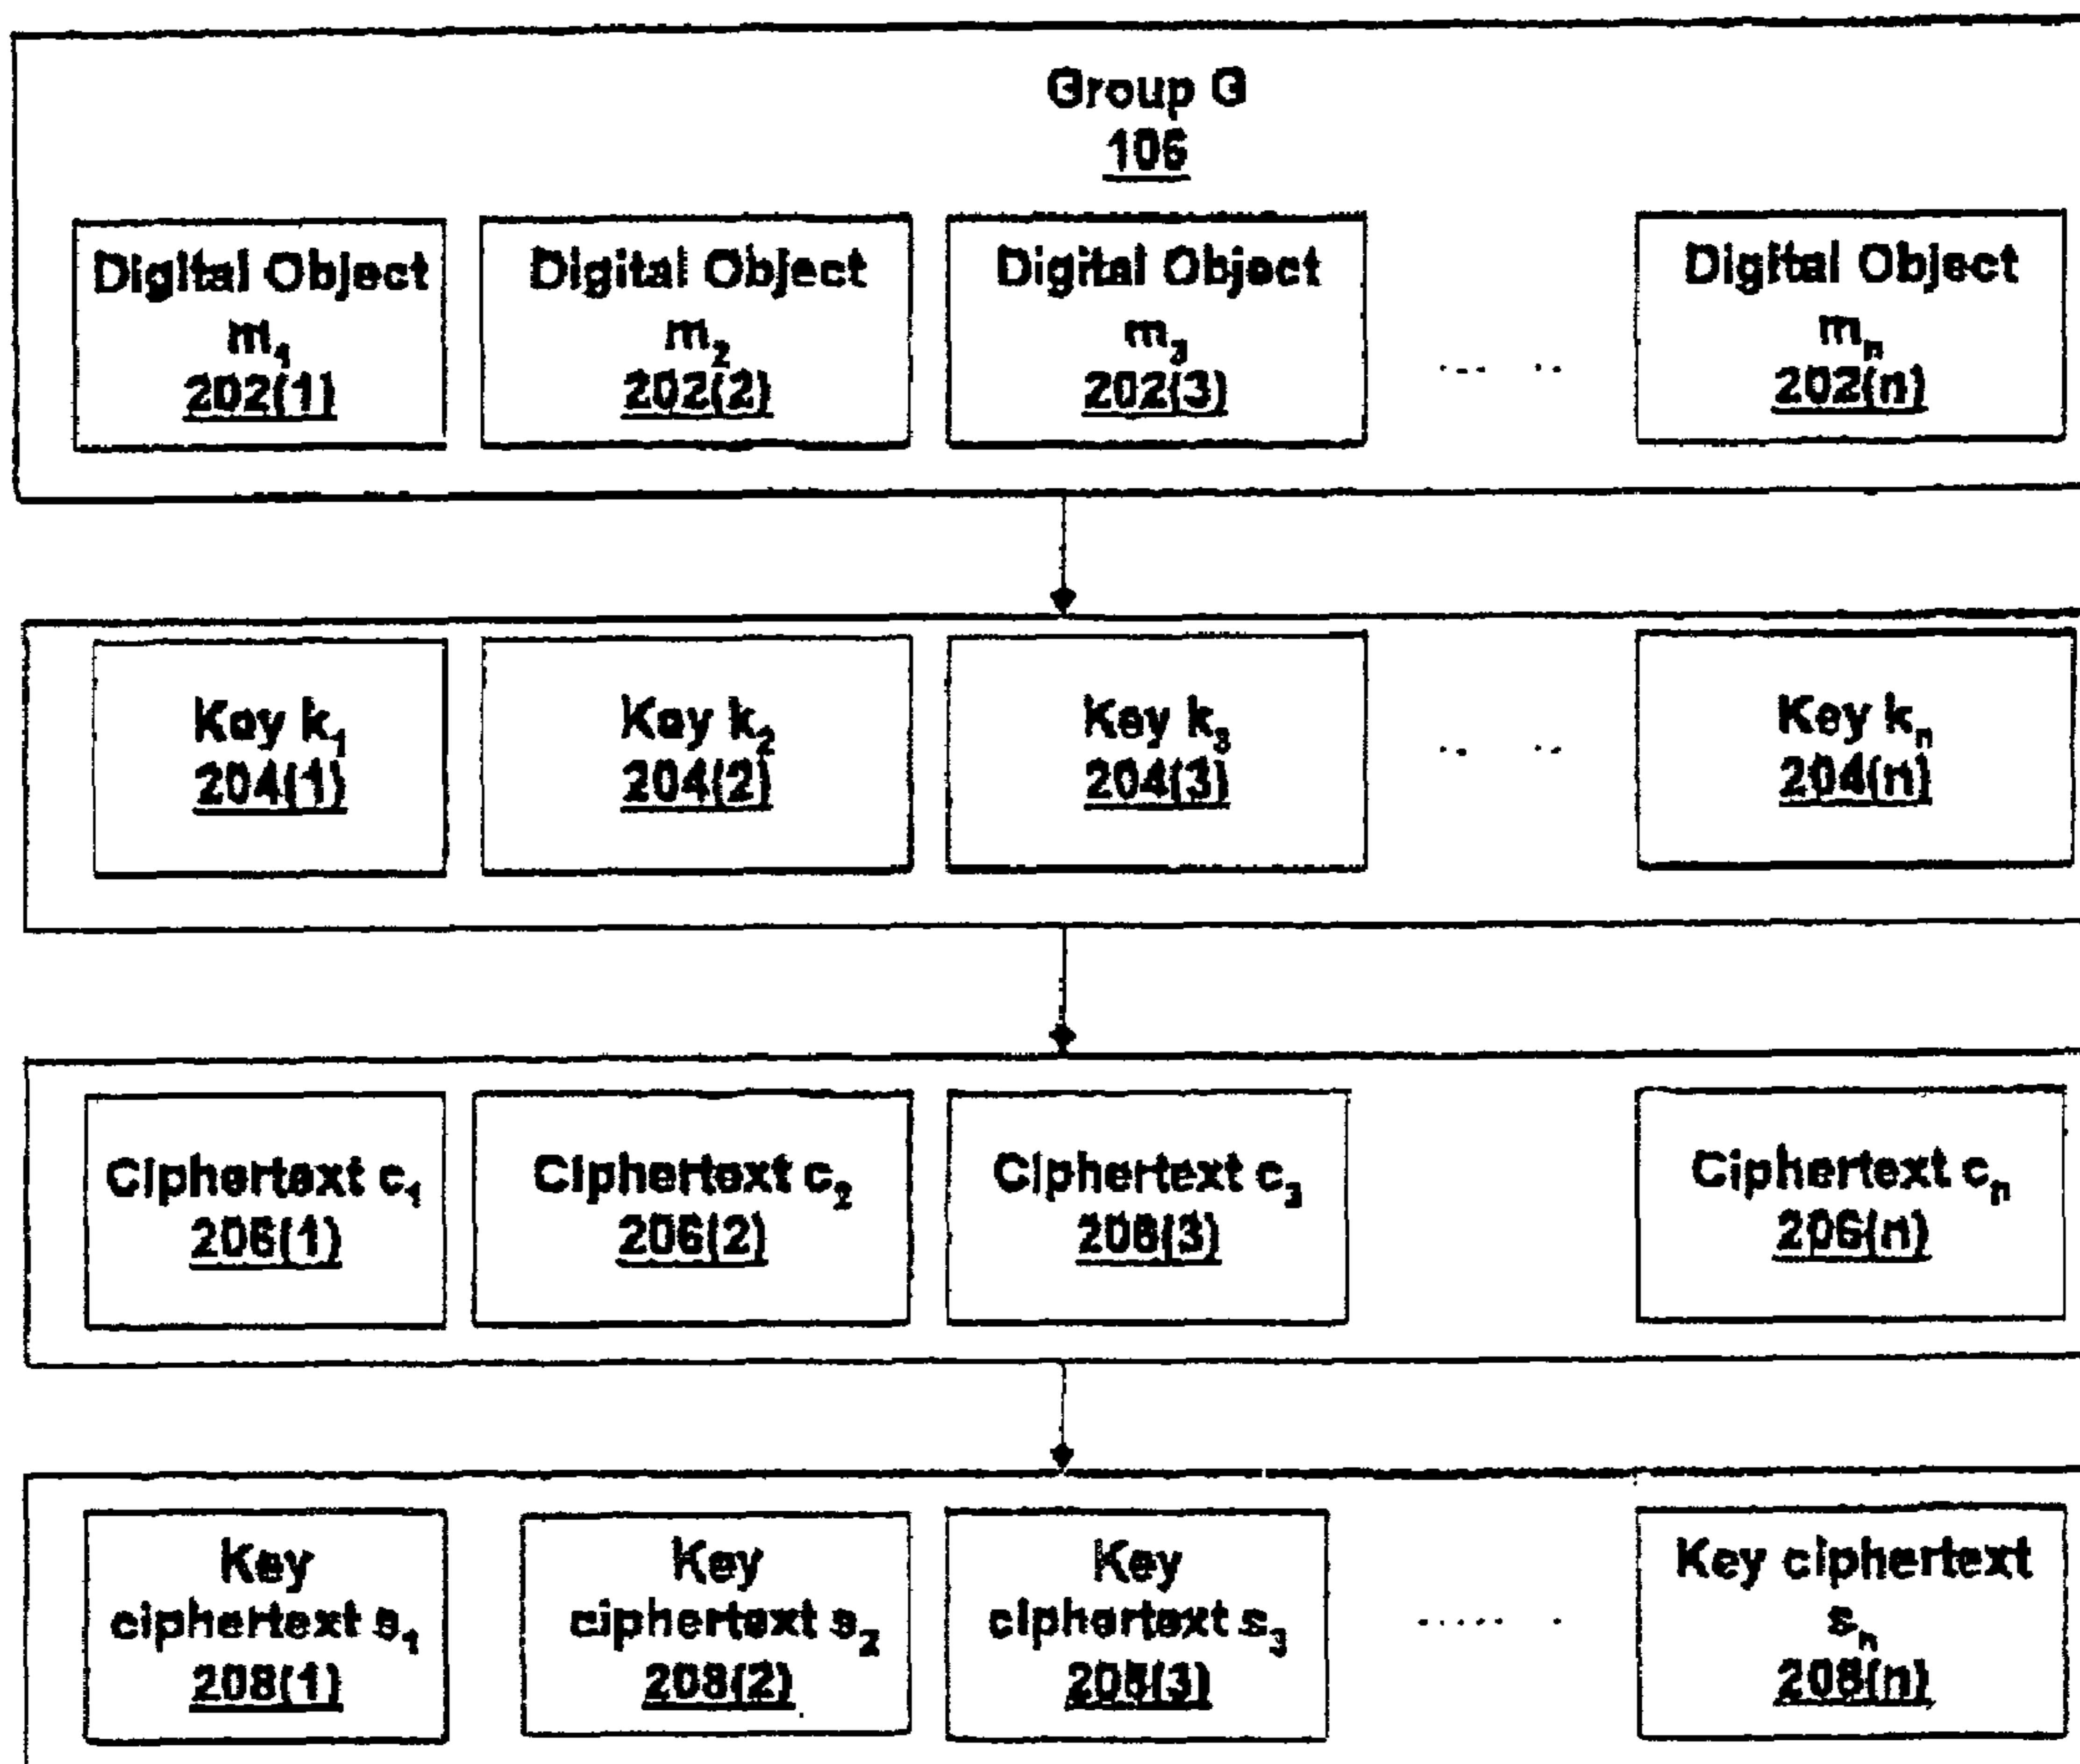 Group G
106
Digital Object
m₁
202(1)
Digital Object
m₂
202(2)
Digital Object
m₃
202(3)
..... 
Digital Object
mₙ
202(n)
Key k₁
204(1)
Key k₂
204(2)
Key k₃
204(3)
....
Key kₙ
204(n)
Ciphertext c₁
206(1)
Ciphertext c₂
206(2)
Ciphertext c₃
206(3)
Ciphertext cₙ
206(n)
Key
ciphertext s₁
208(1)
Key
ciphertext s₂
208(2)
Key
ciphertext s₃
208(3)
......
Key ciphertext
sₙ
208(n)